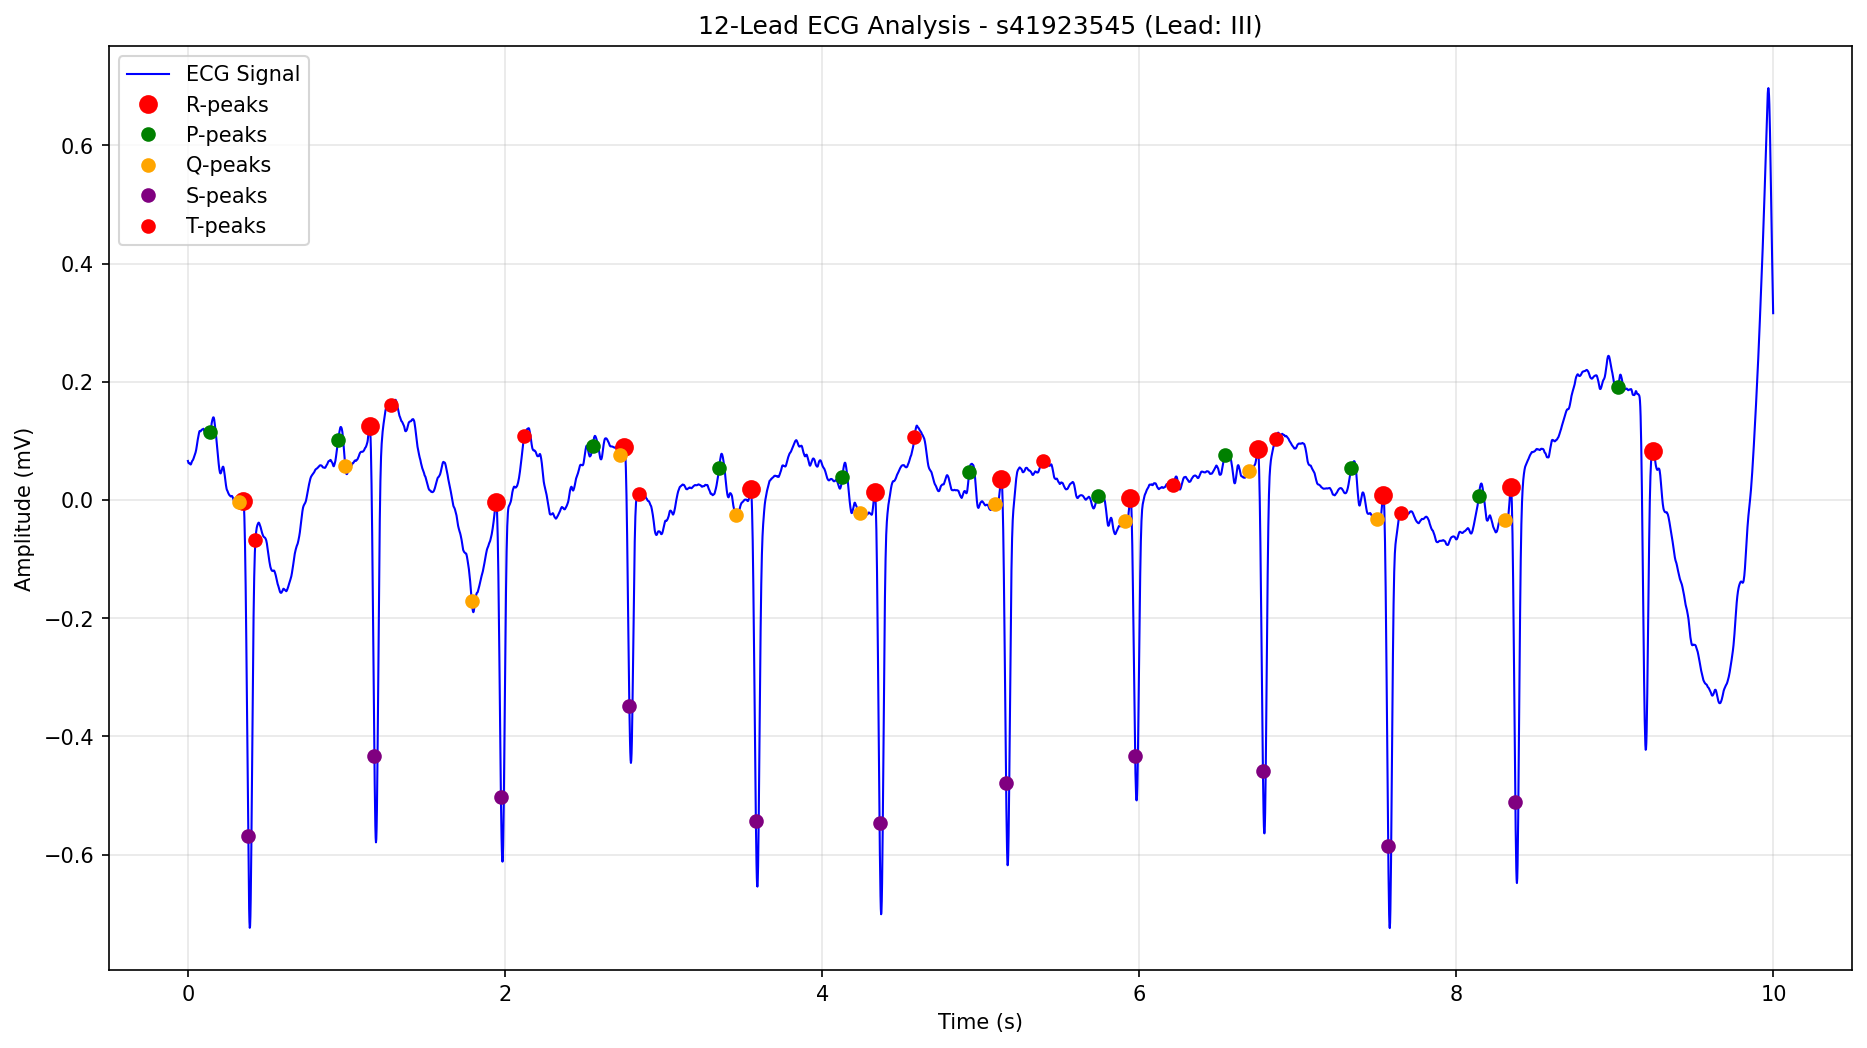 12-Lead ECG Analysis - s41923545 (Lead: III)
ECG Signal
R-peaks
P-peaks
Q-peaks
S-peaks
T-peaks
Amplitude (mV)
0.6
0.4
0.2
0.0
−0.2
−0.4
−0.6
0 2 4 6 8 10
Time (s)